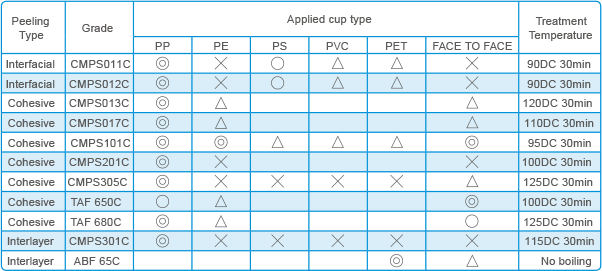 Peeling Type Grade Applied cup type Treatment Temperature
PP PE PS PVC PET FACE TO FACE
Interfacial CMPS011C ◎ × ○ △ △ × 90DC 30min
Interfacial CMPS012C ◎ × ○ △ △ × 90DC 30min
Cohesive CMPS013C ◎ △ △ 120DC 30min
Cohesive CMPS017C ◎ △ △ 110DC 30min
Cohesive CMPS101C ◎ ◎ △ △ △ ◎ 95DC 30min
Cohesive CMPS201C ◎ × × 100DC 30min
Cohesive CMPS305C ◎ × × × × △ 125DC 30min
Cohesive TAF 650C ○ △ ◎ 100DC 30min
Cohesive TAF 680C ◎ △ ○ 125DC 30min
Interlayer CMPS301C ◎ × × × × × 115DC 30min
Interlayer ABF 65C ◎ △ No boiling